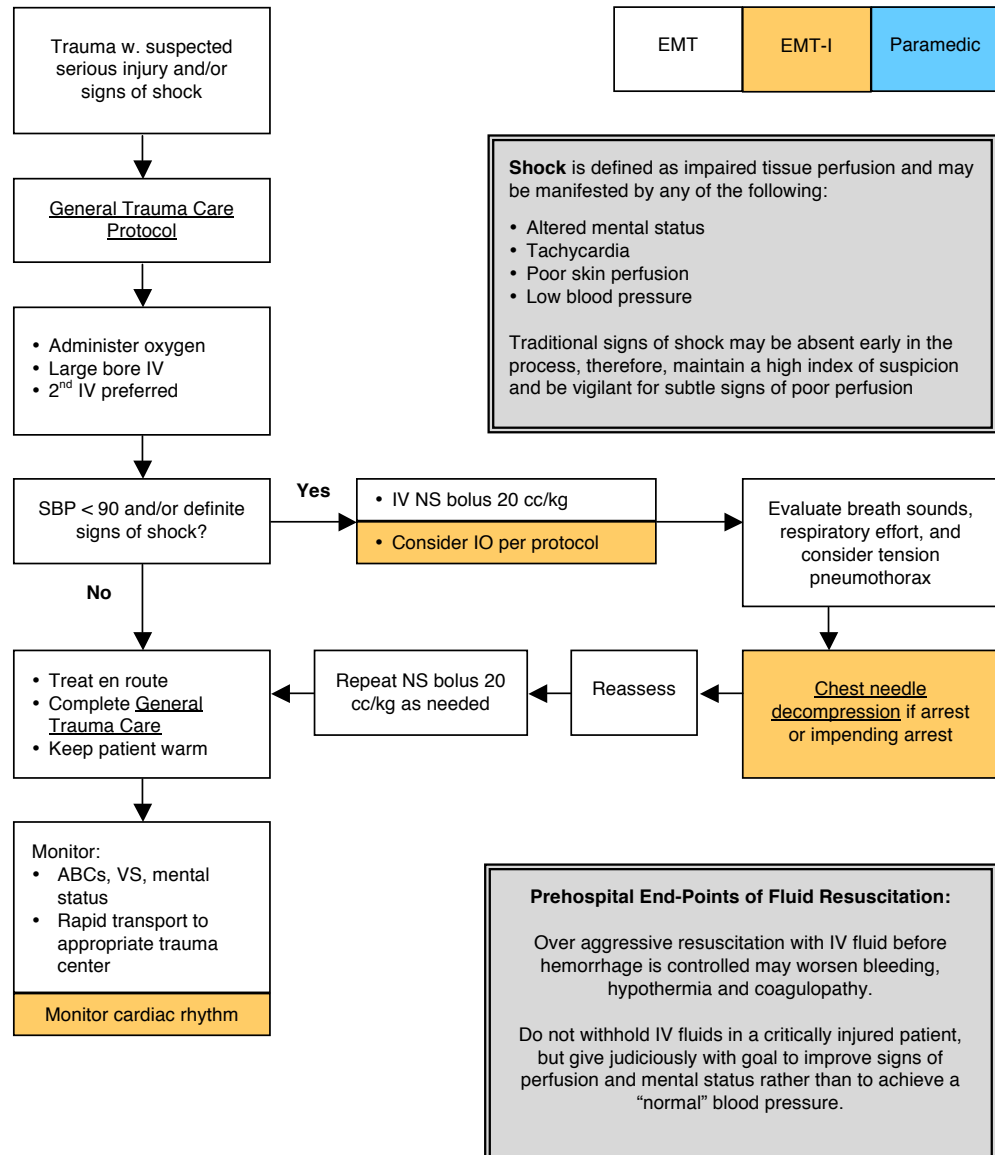 Trauma w. suspected
serious injury and/or
signs of shock
EMT
EMT-I
Paramedic
General Trauma Care
Protocol
Shock is defined as impaired tissue perfusion and may
be manifested by any of the following:
• Altered mental status
• Tachycardia
• Poor skin perfusion
• Low blood pressure
Traditional signs of shock may be absent early in the
process, therefore, maintain a high index of suspicion
and be vigilant for subtle signs of poor perfusion
• Administer oxygen
• Large bore IV
• 2nd IV preferred
SBP < 90 and/or definite
signs of shock?
Yes
No
• IV NS bolus 20 cc/kg
• Consider IO per protocol
Evaluate breath sounds,
respiratory effort, and
consider tension
pneumothorax
Chest needle
decompression if arrest
or impending arrest
Reassess
Repeat NS bolus 20
cc/kg as needed
• Treat en route
• Complete General
Trauma Care
• Keep patient warm
Monitor:
• ABCs, VS, mental
status
• Rapid transport to
appropriate trauma
center
Monitor cardiac rhythm
Prehospital End-Points of Fluid Resuscitation:
Over aggressive resuscitation with IV fluid before
hemorrhage is controlled may worsen bleeding,
hypothermia and coagulopathy.
Do not withhold IV fluids in a critically injured patient,
but give judiciously with goal to improve signs of
perfusion and mental status rather than to achieve a
“normal” blood pressure.